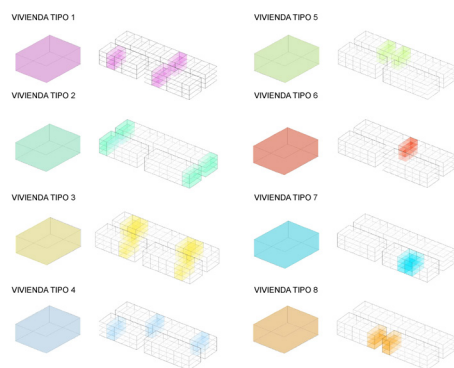 VIVIENDA TIPO 1
VIVIENDA TIPO 2
VIVIENDA TIPO 3
VIVIENDA TIPO 4
VIVIENDA TIPO 5
VIVIENDA TIPO 6
VIVIENDA TIPO 7
VIVIENDA TIPO 8